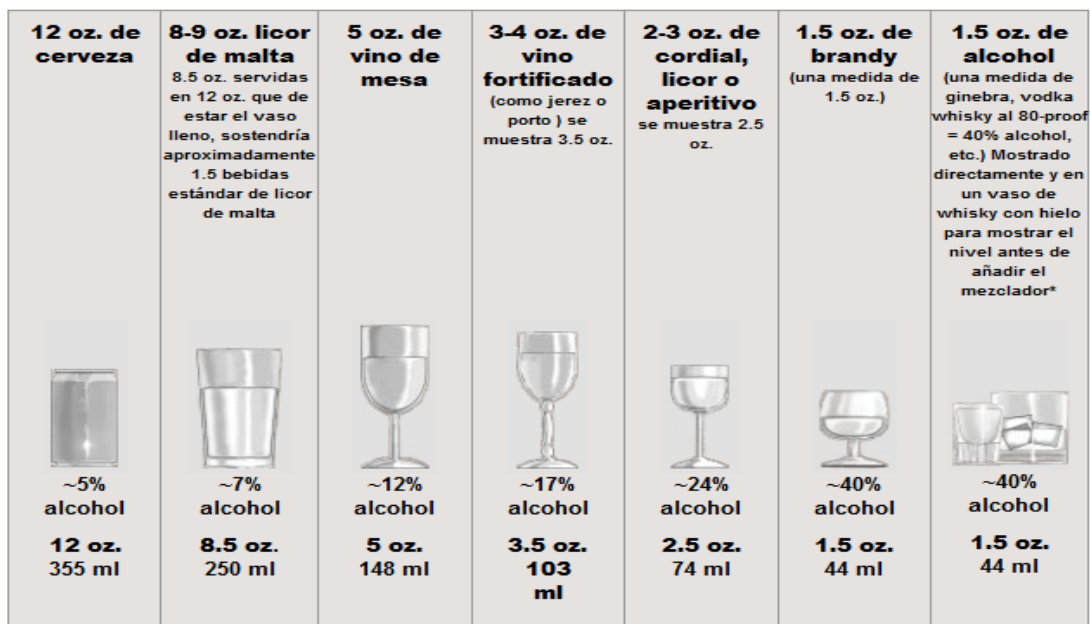 12 oz. de
cerveza
8-9 oz. licor
de malta
8.5 oz. servidas
en 12 oz. que de
estar el vaso
lleno, sostendría
aproximadamente
1.5 bebidas
estándar de licor
de malta
5 oz. de
vino de
mesa
3-4 oz. de
vino
fortificado
(como jerez o
porto ) se
muestra 3.5 oz.
2-3 oz. de
cordial,
licor o
aperitivo
se muestra 2.5
oz.
1.5 oz. de
brandy
(una medida de
1.5 oz.)
1.5 oz. de
alcohol
(una medida de
ginebra, vodka
whisky al 80-proof
= 40% alcohol,
etc.) Mostrado
directamente y en
un vaso de
whisky con hielo
para mostrar el
nivel antes de
añadir el
mezclador*
~5%
alcohol
12 oz.
355 ml
~7%
alcohol
8.5 oz.
250 ml
~12%
alcohol
5 oz.
148 ml
~17%
alcohol
3.5 oz.
103
ml
~24%
alcohol
2.5 oz.
74 ml
~40%
alcohol
1.5 oz.
44 ml
~40%
alcohol
1.5 oz.
44 ml